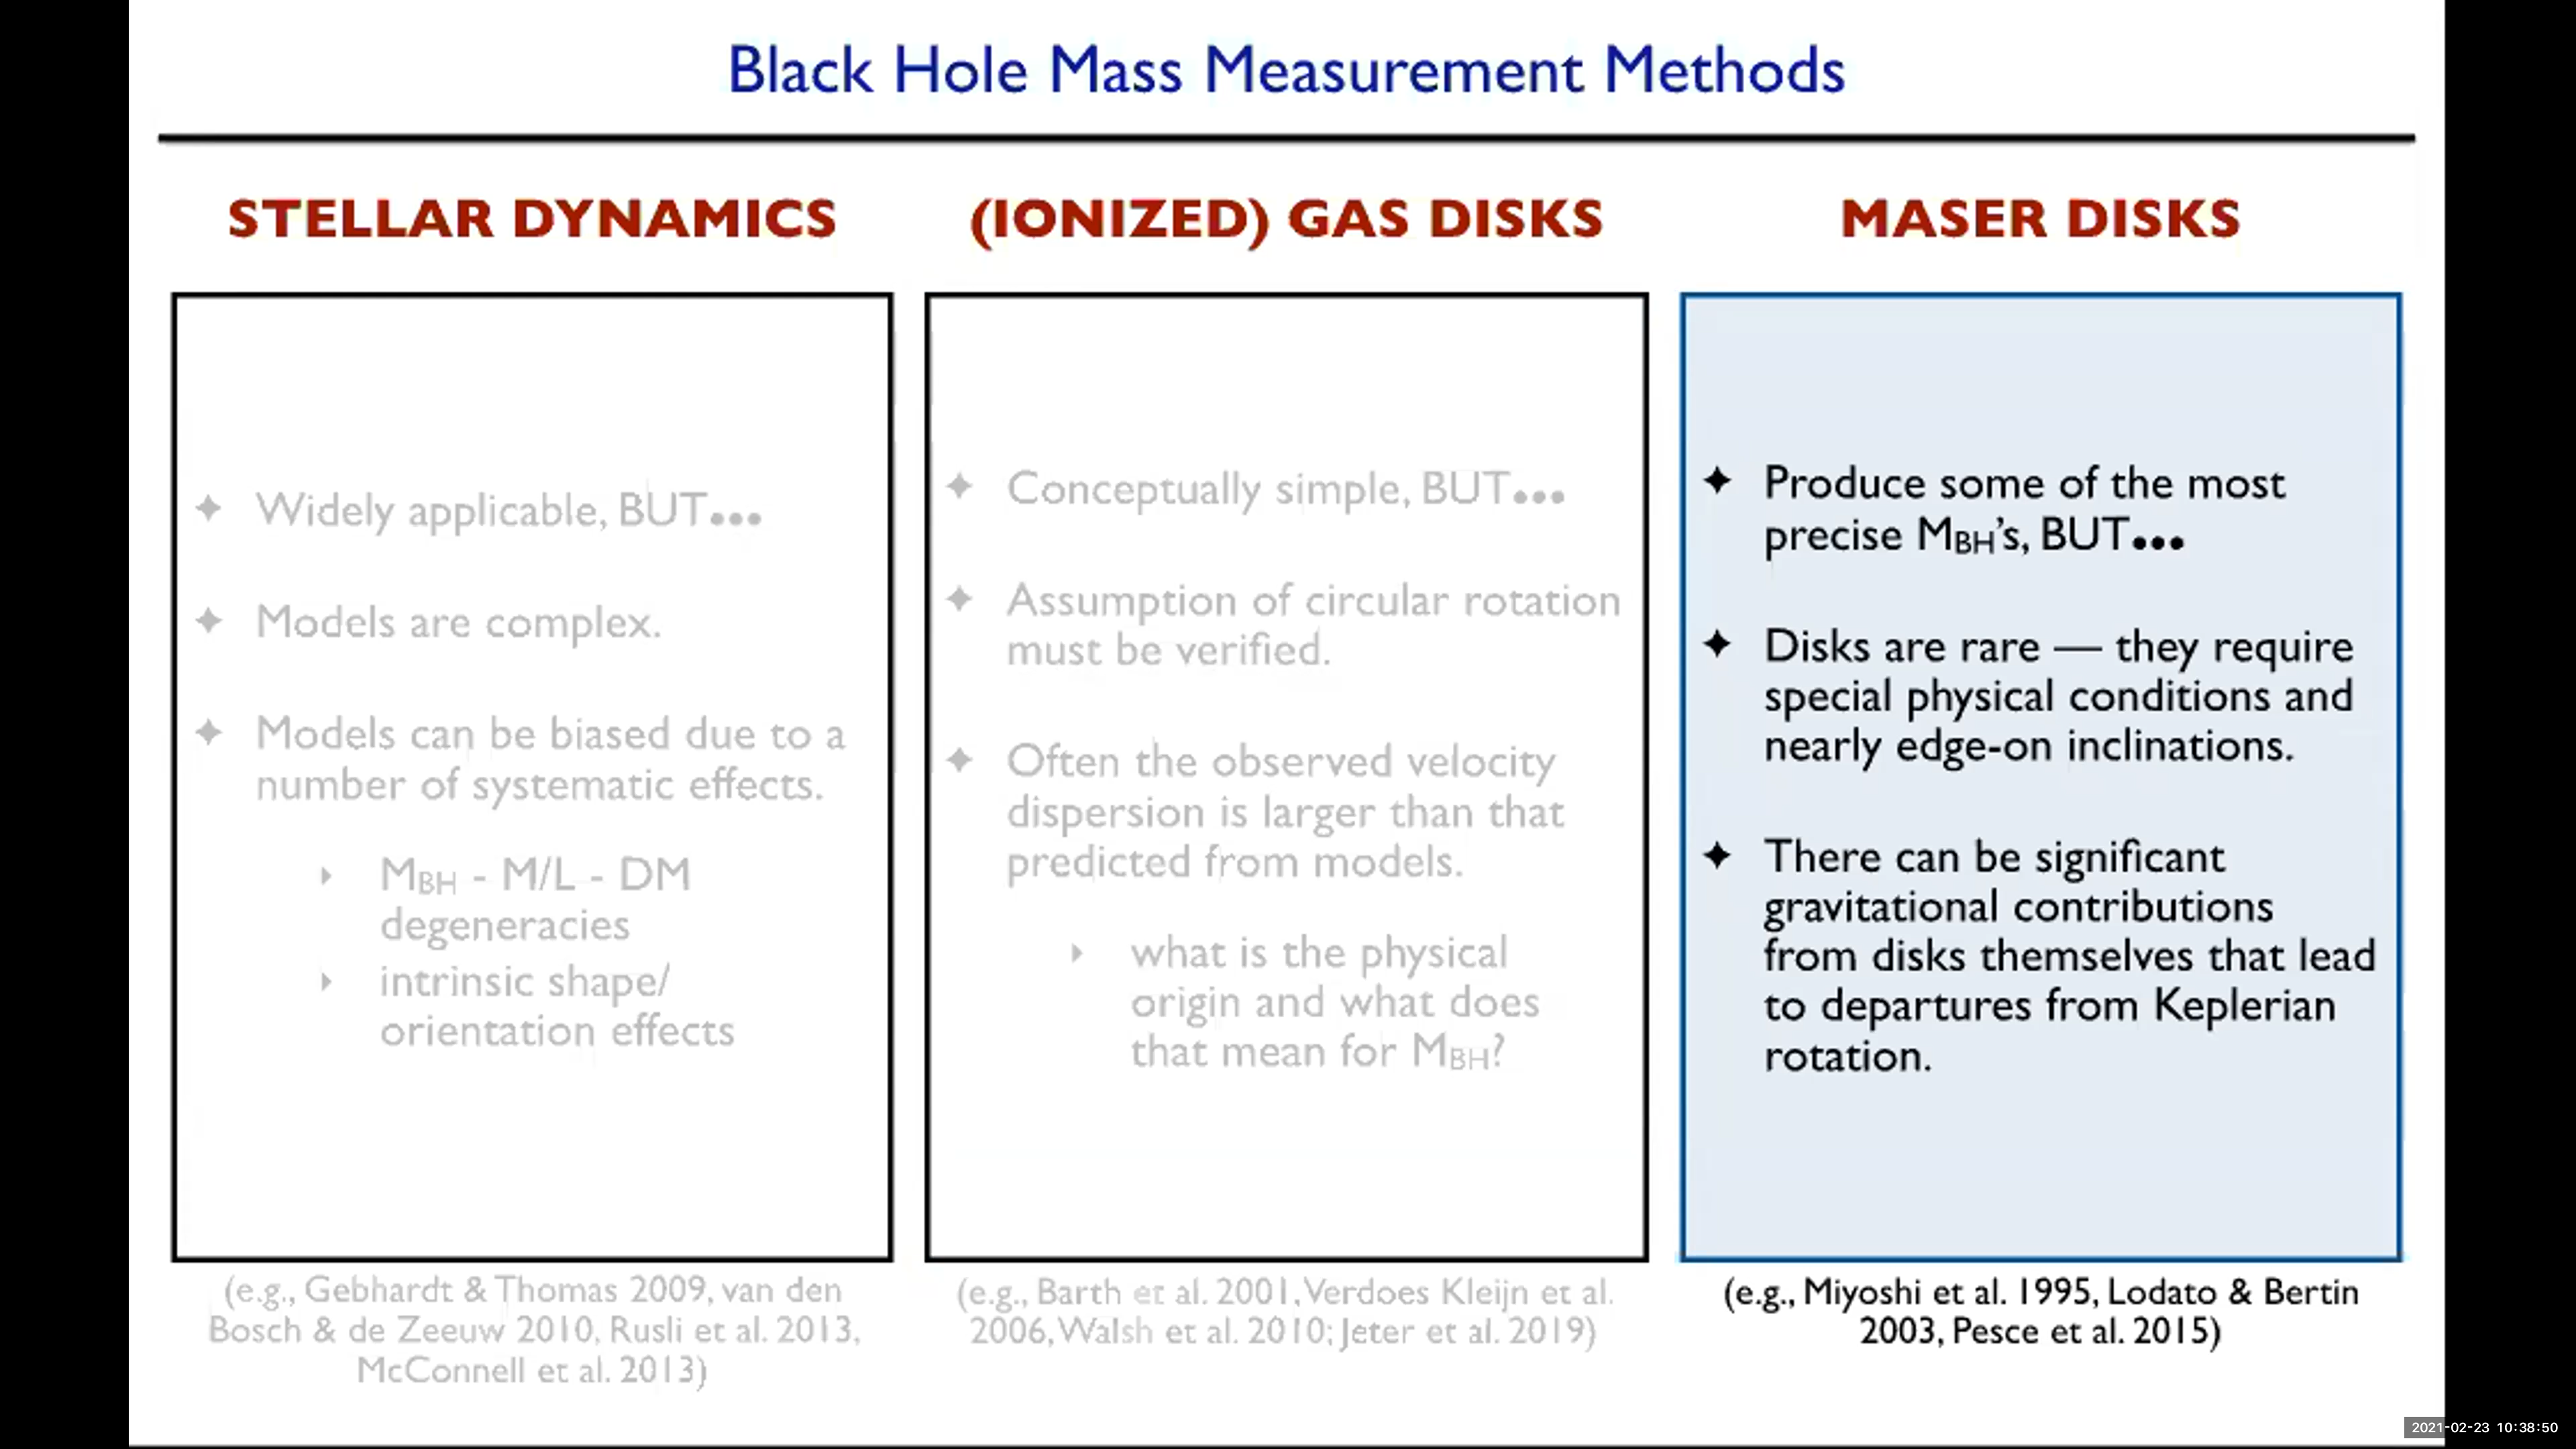 Black Hole Mass Measurement Methods
STELLAR DYNAMICS
✦ Widely applicable, BUT•••
✦ Models are complex.
✦ Models can be biased due to a
number of systematic effects.
‣ MBH - M/L - DM
degeneracies
‣ intrinsic shape/
orientation effects
(e.g., Gebhardt & Thomas 2009, van den
Bosch & de Zeeuw 2010, Rusli et al. 2013,
McConnell et al. 2013)
(IONIZED) GAS DISKS
✦ Conceptually simple, BUT•••
✦ Assumption of circular rotation
must be verified.
✦ Often the observed velocity
dispersion is larger than that
predicted from models.
‣ what is the physical
origin and what does
that mean for MBH?
(e.g., Barth et al. 2001, Verdoes Kleijn et al.
2006, Walsh et al. 2010; Jeter et al. 2019)
MASER DISKS
✦ Produce some of the most
precise MBH’s, BUT•••
✦ Disks are rare — they require
special physical conditions and
nearly edge-on inclinations.
✦ There can be significant
gravitational contributions
from disks themselves that lead
to departures from Keplerian
rotation.
(e.g., Miyoshi et al. 1995, Lodato & Bertin
2003, Pesce et al. 2015)
2021-02-23 10:38:50